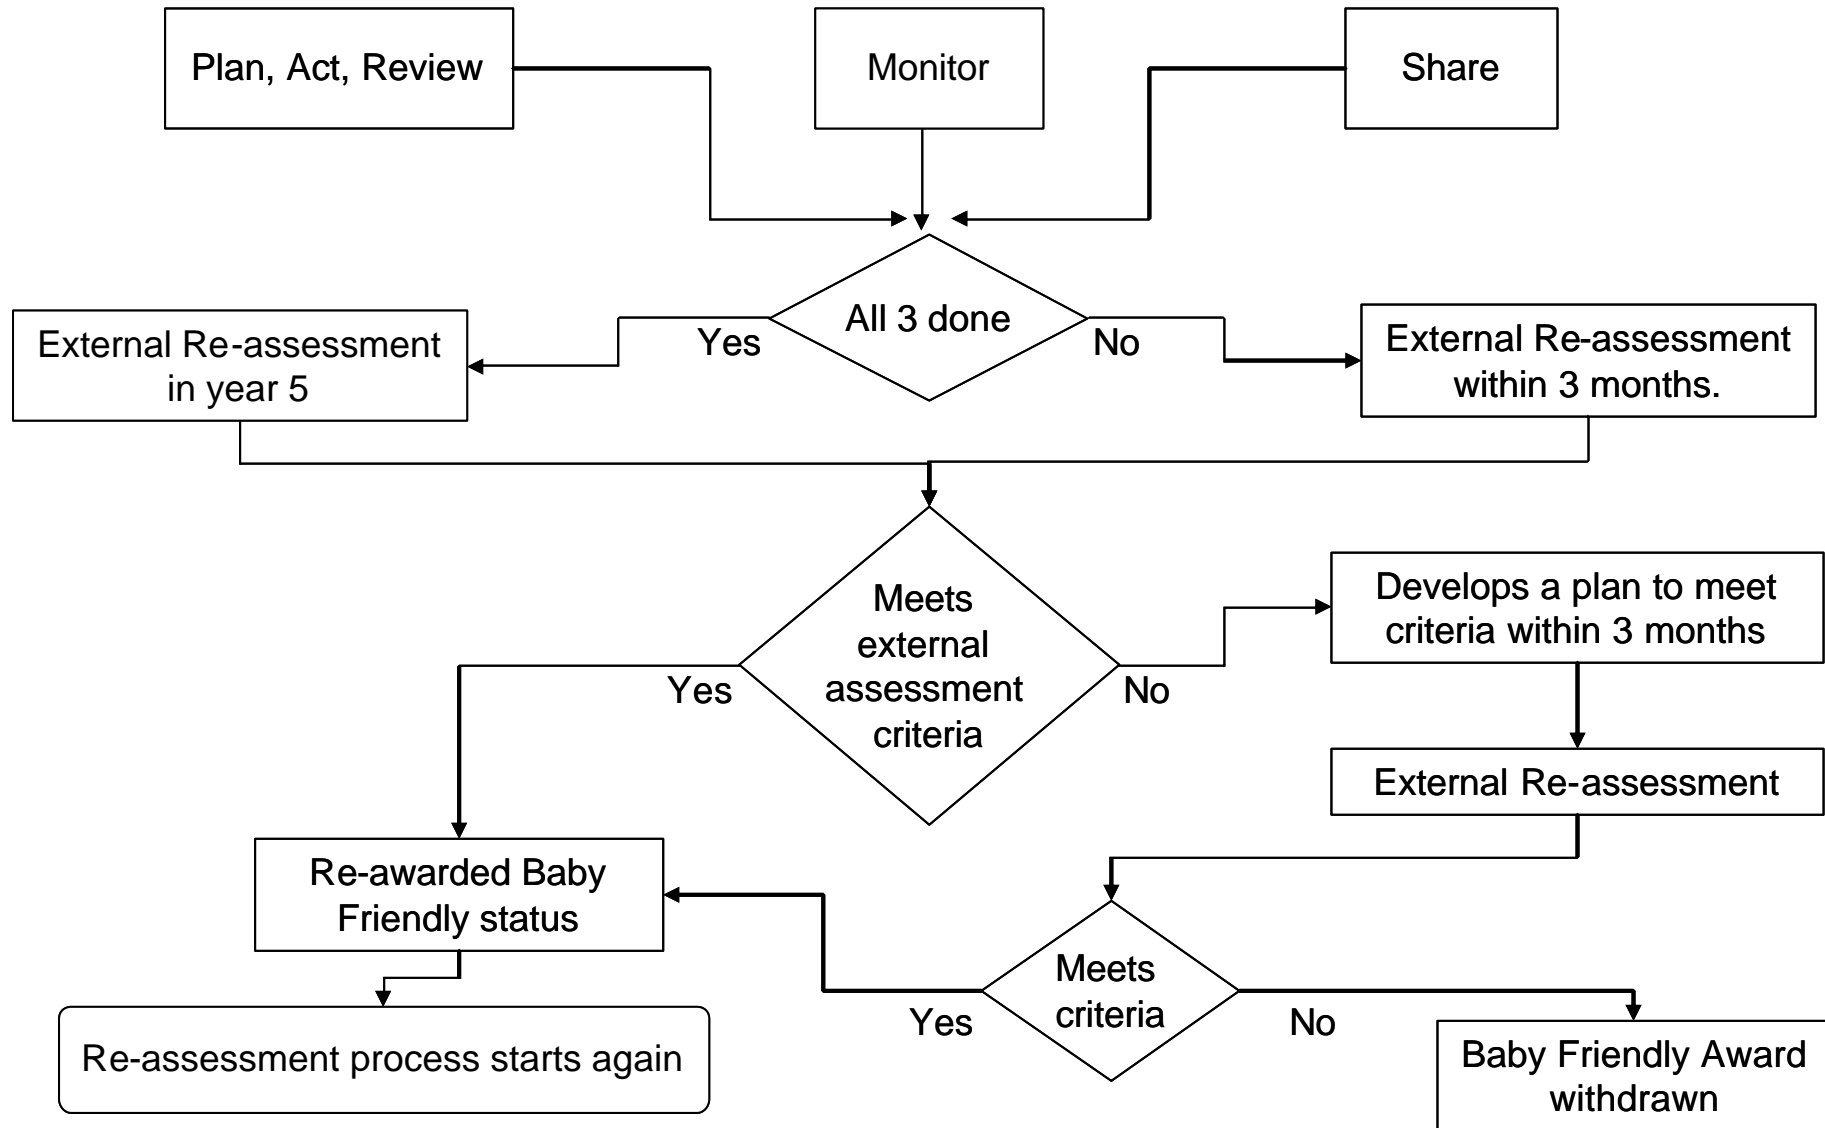 Plan, Act, Review
Monitor
Share
All 3 done
Yes
No
External Re-assessment
in year 5
External Re-assessment
within 3 months.
Meets
external
assessment
criteria
Yes
No
Develops a plan to meet
criteria within 3 months
External Re-assessment
Re-awarded Baby
Friendly status
Meets
criteria
Yes
No
Re-assessment process starts again
Baby Friendly Award
withdrawn